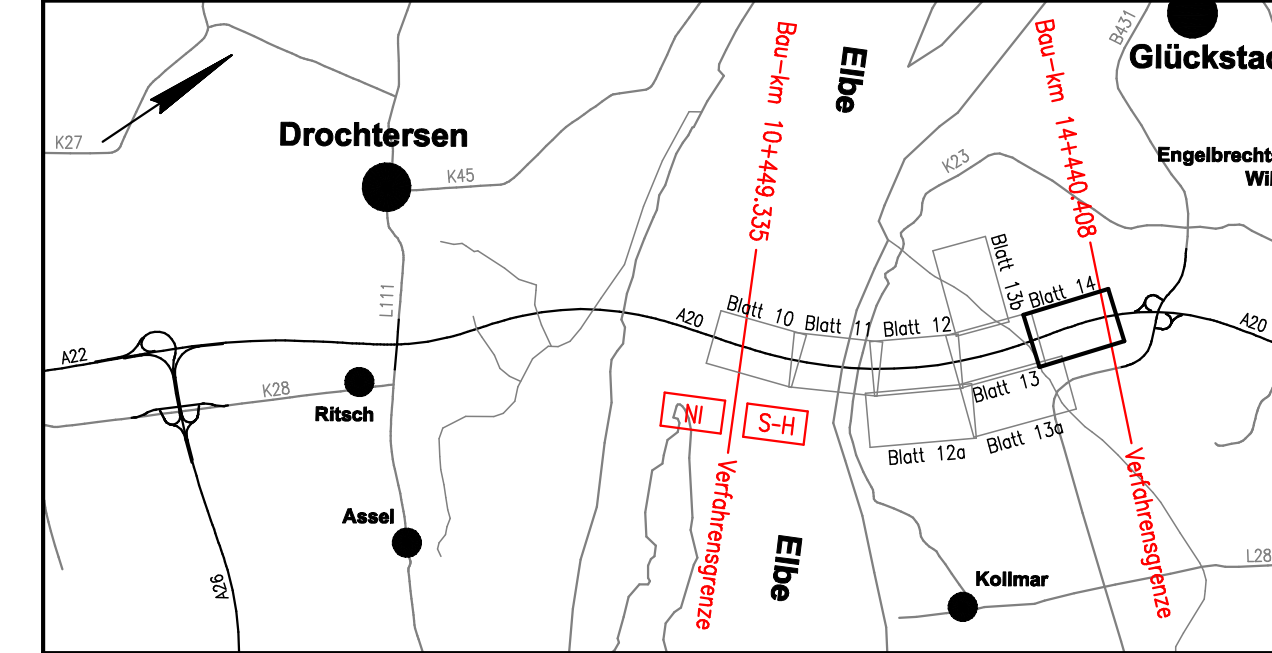 B431
Glückstad
Elbe
Bau-km 10+449.335
Bau-km 14+440.408
K27
Drochtersen
K45
K23
Engelbrechts
Wil
L111
Blatt 13b
Blatt 14
Blatt 10
Blatt 11
Blatt 12
A20
A20
A22
K28
Ritsch
Blatt 13
NI
S-H
Blatt 12a
Blatt 13a
Verfahrensgrenze
Verfahrensgrenze
Assel
Elbe
A26
Kollmar
L28